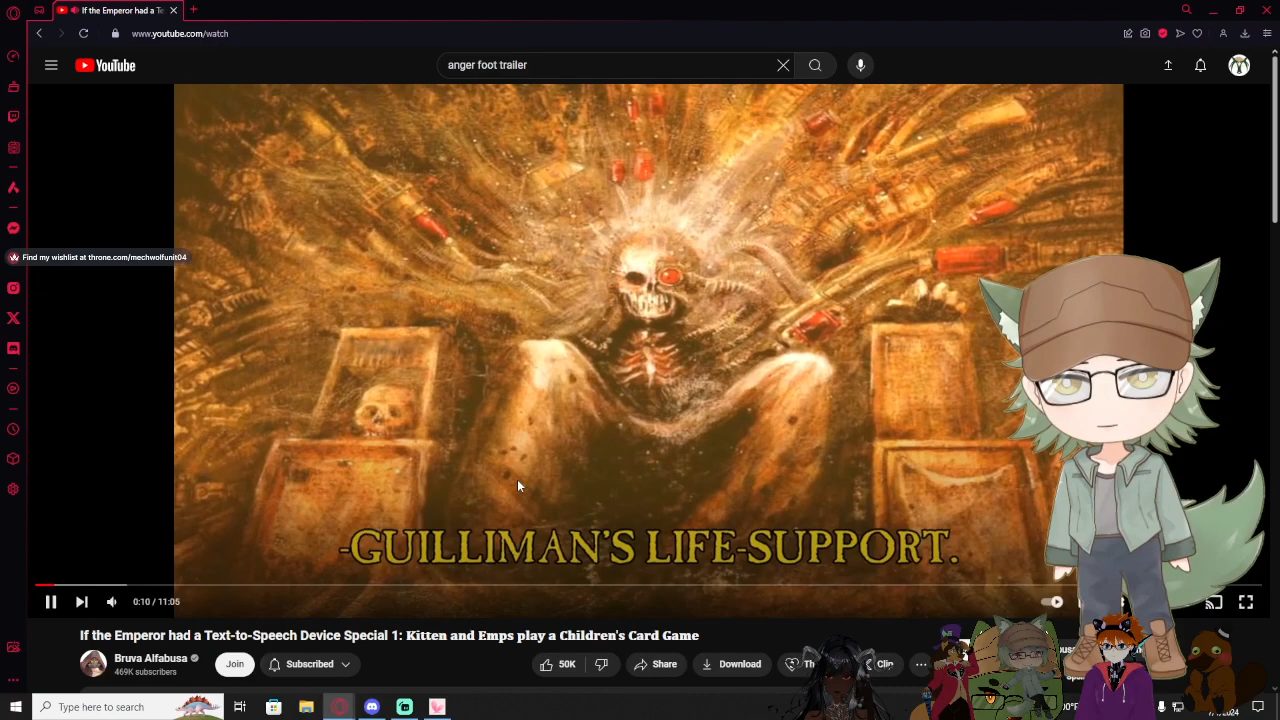 If the Emperor had a Te
www.youtube.com/watch
YouTube
anger foot trailer
Find my wishlist at throne.com/mechwolfunit04
-GUILLIMAN'S LIFE-SUPPORT.
0:10 / 11:05
If the Emperor had a Text-to-Speech Device Special 1: Kitten and Emps play a Children's Card Game
Bruva Alfabusa
469K subscribers
Join
Subscribed
50K
Share
Download
Th
Clip
Type here to search